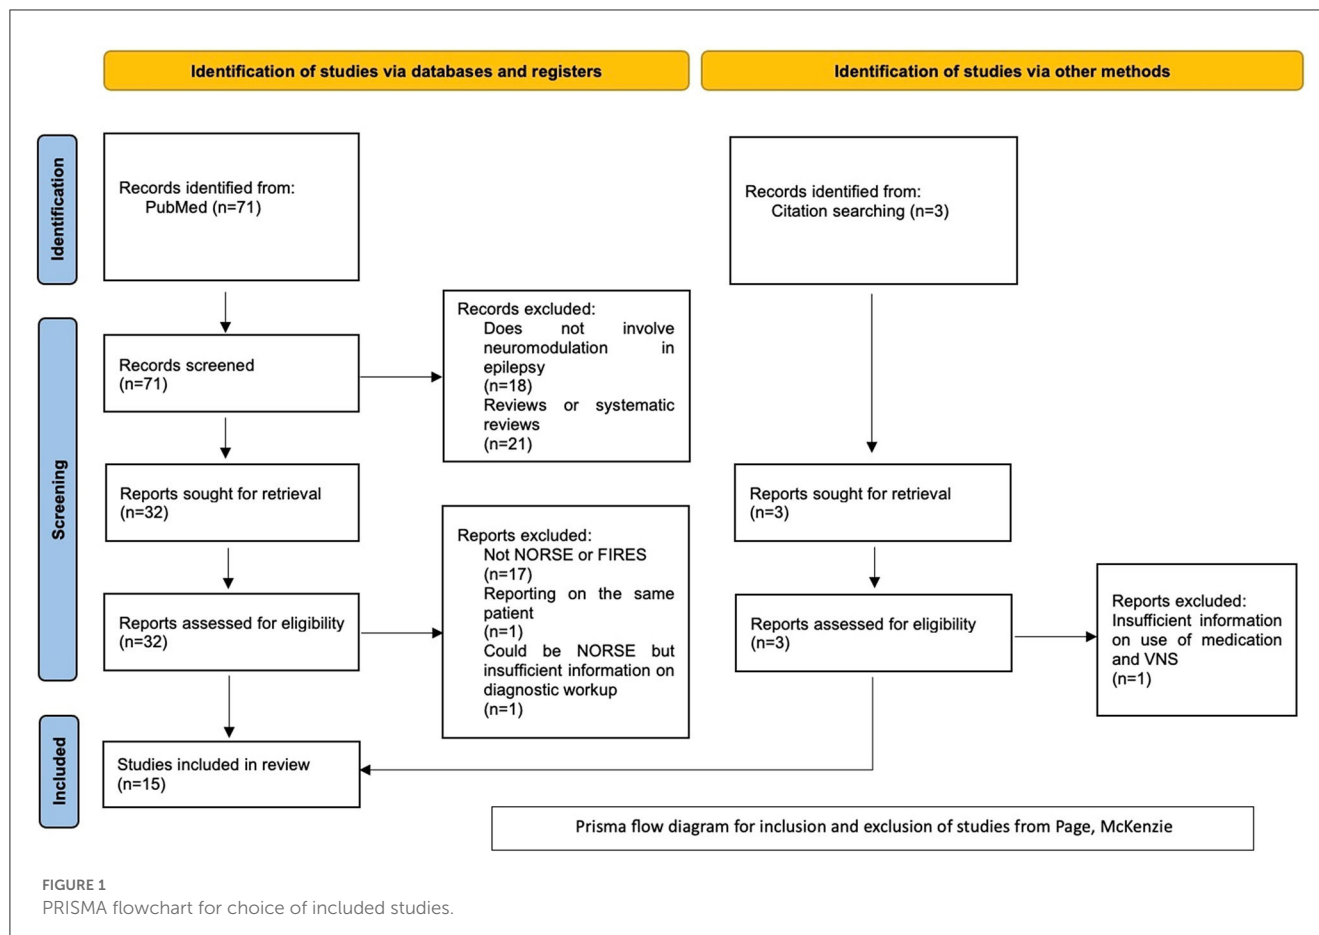 Identification of studies via databases and registers
Identification of studies via other methods
Identification
Records identified from:
PubMed (n=71)
Records identified from:
Citation searching (n=3)
Screening
Records screened
(n=71)
Records excluded:
Does not involve
neuromodulation in
epilepsy
(n=18)
Reviews or systematic
reviews
(n=21)
Reports sought for retrieval
(n=32)
Reports sought for retrieval
(n=3)
Reports assessed for eligibility
(n=32)
Reports excluded:
Not NORSE or FIRES
(n=17)
Reporting on the same
patient
(n=1)
Could be NORSE but
insufficient information on
diagnostic workup
(n=1)
Reports assessed for eligibility
(n=3)
Reports excluded:
Insufficient information
on use of medication
and VNS
(n=1)
Included
Studies included in review
(n=15)
Prisma flow diagram for inclusion and exclusion of studies from Page, McKenzie
FIGURE 1
PRISMA flowchart for choice of included studies.